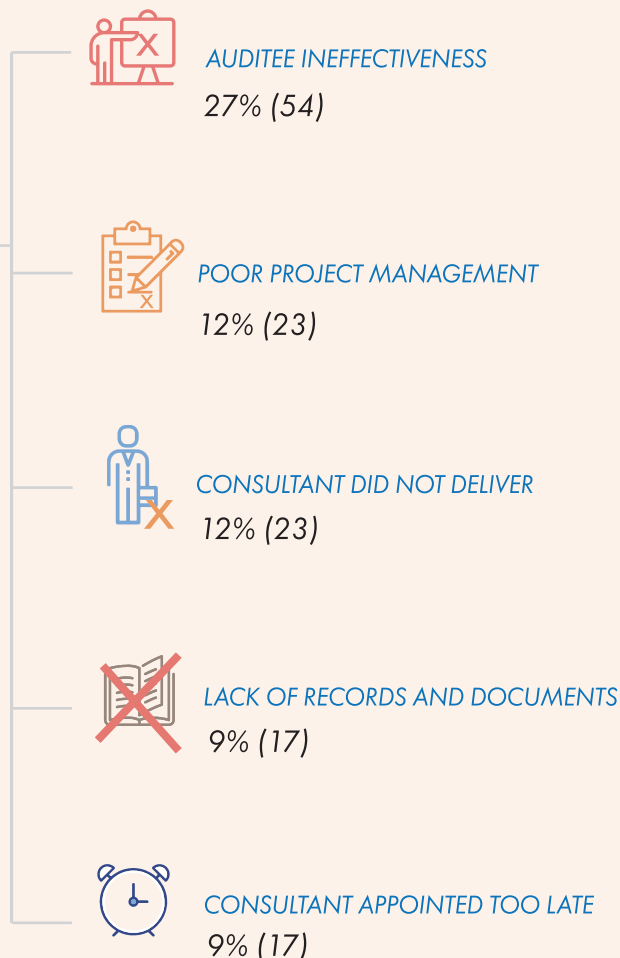 X
AUDITEE INEFFECTIVENESS
27% (54)
POOR PROJECT MANAGEMENT
X
12% (23)
CONSULTANT DID NOT DELIVER
X
12% (23)
LACK OF RECORDS AND DOCUMENTS
9% (17)
CONSULTANT APPOINTED TOO LATE
9% (17)